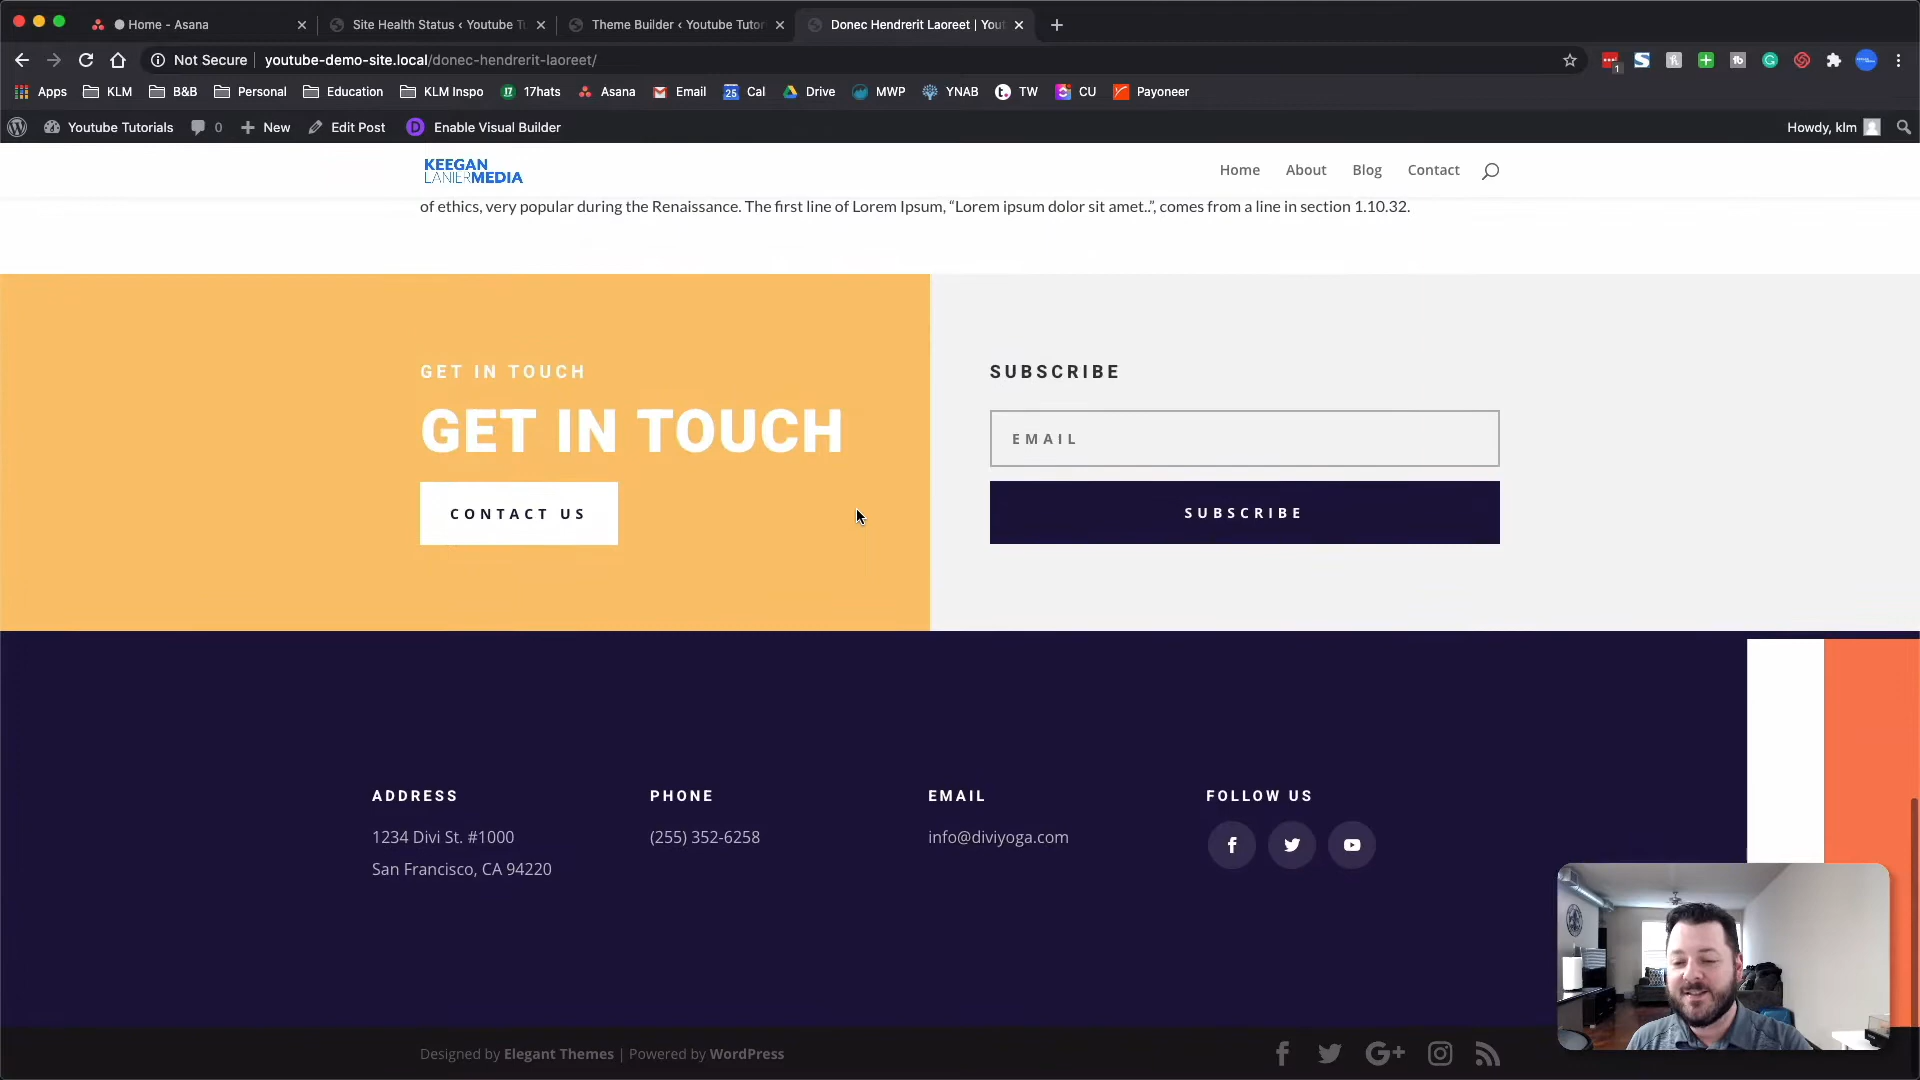 Home - Asana
Site Health Status ‹ Youtube Tu
Theme Builder ‹ Youtube Tutor
Donec Hendrerit Laoreet | Yout
Not Secure
youtube-demo-site.local/donec-hendrerit-laoreet/
1
Apps
KLM
B&B
Personal
Education
KLM Inspo
17
17hats
Asana
Email
25
Cal
Drive
MWP
YNAB
TW
CU
Payoneer
Youtube Tutorials
0
New
Edit Post
D
Enable Visual Builder
Howdy, klm
KEEGAN
LANIERMEDIA
Home
About
Blog
Contact
of ethics, very popular during the Renaissance. The first line of Lorem Ipsum, “Lorem ipsum dolor sit amet..”, comes from a line in section 1.10.32.
GET IN TOUCH
GET IN TOUCH
CONTACT US
SUBSCRIBE
EMAIL
SUBSCRIBE
ADDRESS
1234 Divi St. #1000
San Francisco, CA 94220
PHONE
(255) 352-6258
EMAIL
info@diviyoga.com
FOLLOW US
Designed by Elegant Themes | Powered by WordPress